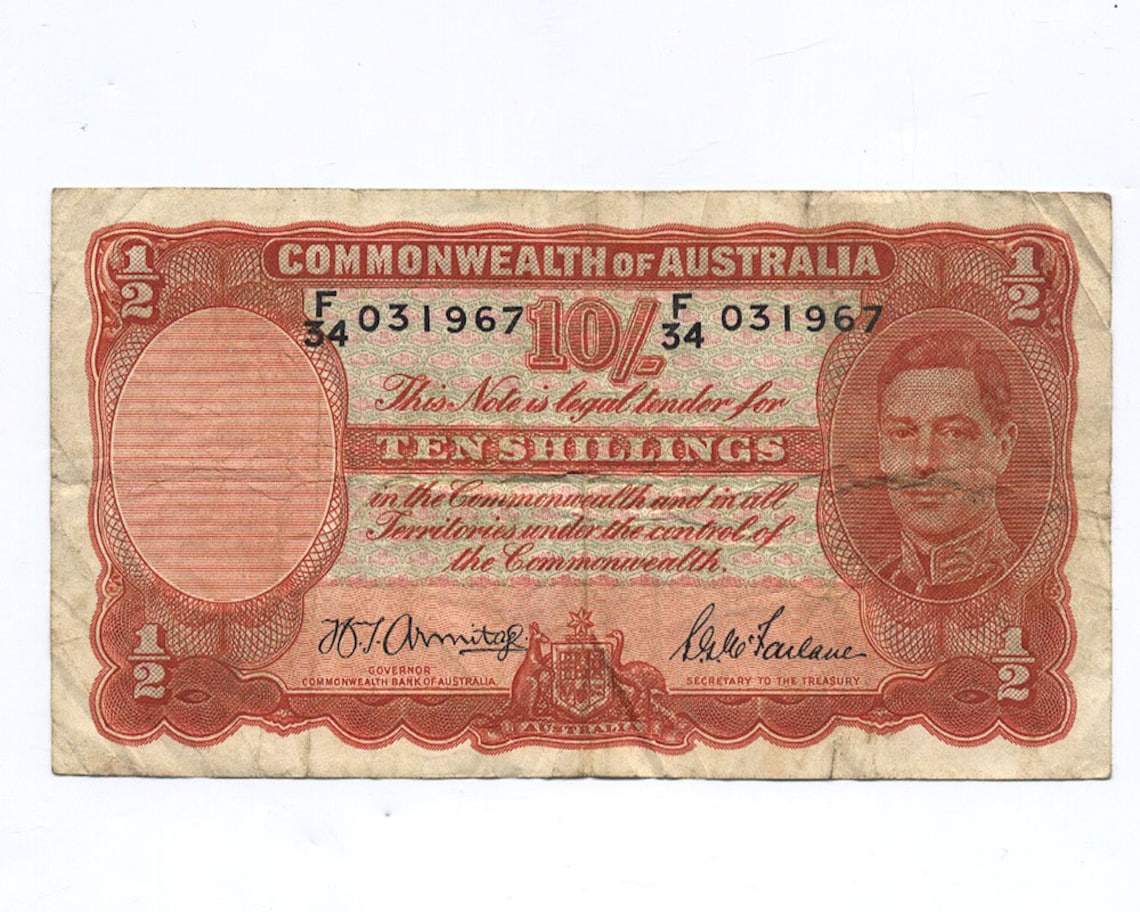 ½ COMMONWEALTH OF AUSTRALIA ½
F/34 031967 10/- F/34 031967
This Note is legal tender for
TEN SHILLINGS
in the Commonwealth and in all
Territories under the control of
the Commonwealth.
½ H.T. Armitage. S.G. McFarlane ½
GOVERNOR
COMMONWEALTH BANK OF AUSTRALIA. SECRETARY TO THE TREASURY.
AUSTRALIA